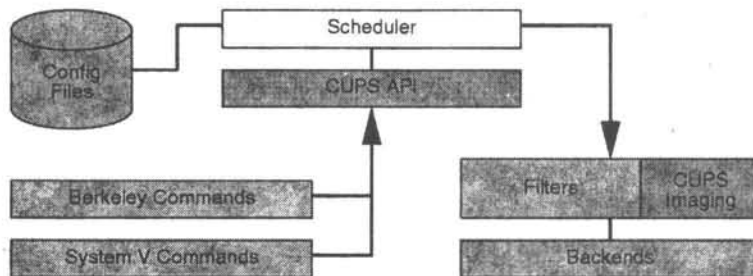 Scheduler
Config
Files
CUPS API
Berkeley Commands
Filters
CUPS
Imaging
System V Commands
Backends